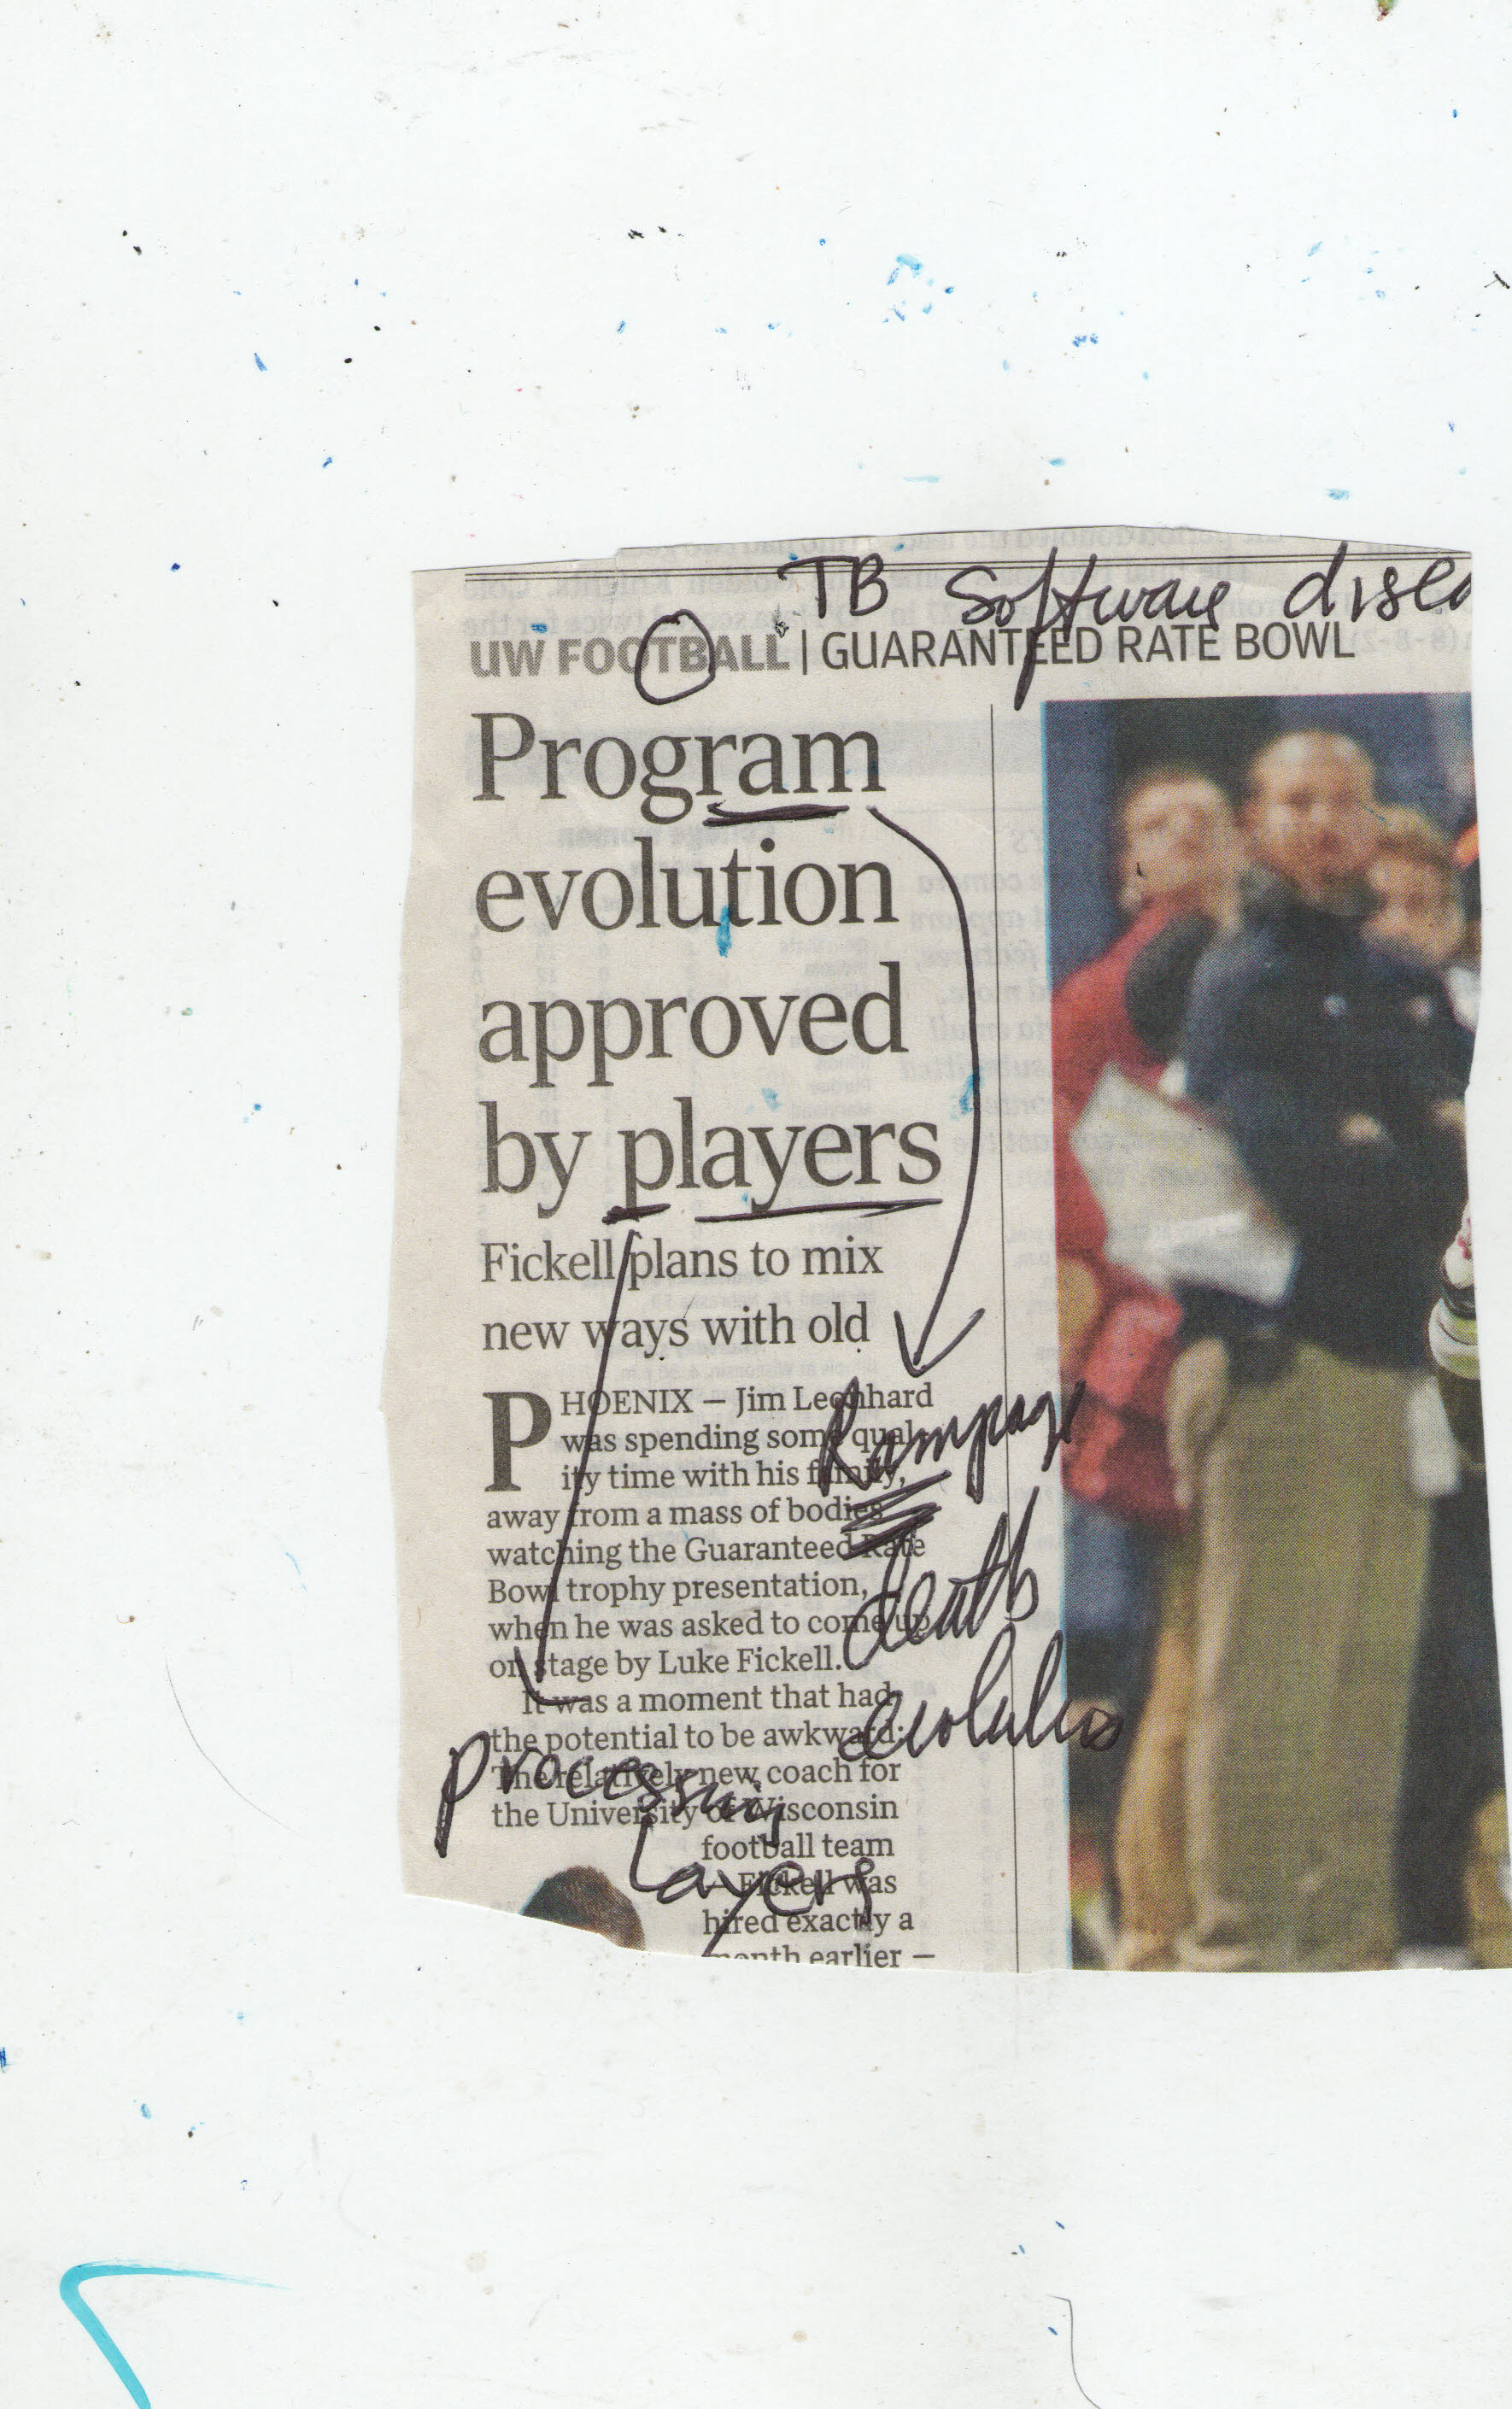 TB Software disea
UW FOOTBALL | GUARANTEED RATE BOWL
Program
evolution
approved
by players
Fickell plans to mix
new ways with old
PHOENIX — Jim Leonhard
was spending some qual-
ity time with his family,
away from a mass of bodies
watching the Guaranteed Rate
Bowl trophy presentation,
when he was asked to come up
on stage by Luke Fickell.
It was a moment that had
the potential to be awkward:
The relatively new coach for
the University of Wisconsin
football team
— Fickell was
hired exactly a
month earlier —
Rampage
death
evolution
processing
Layers